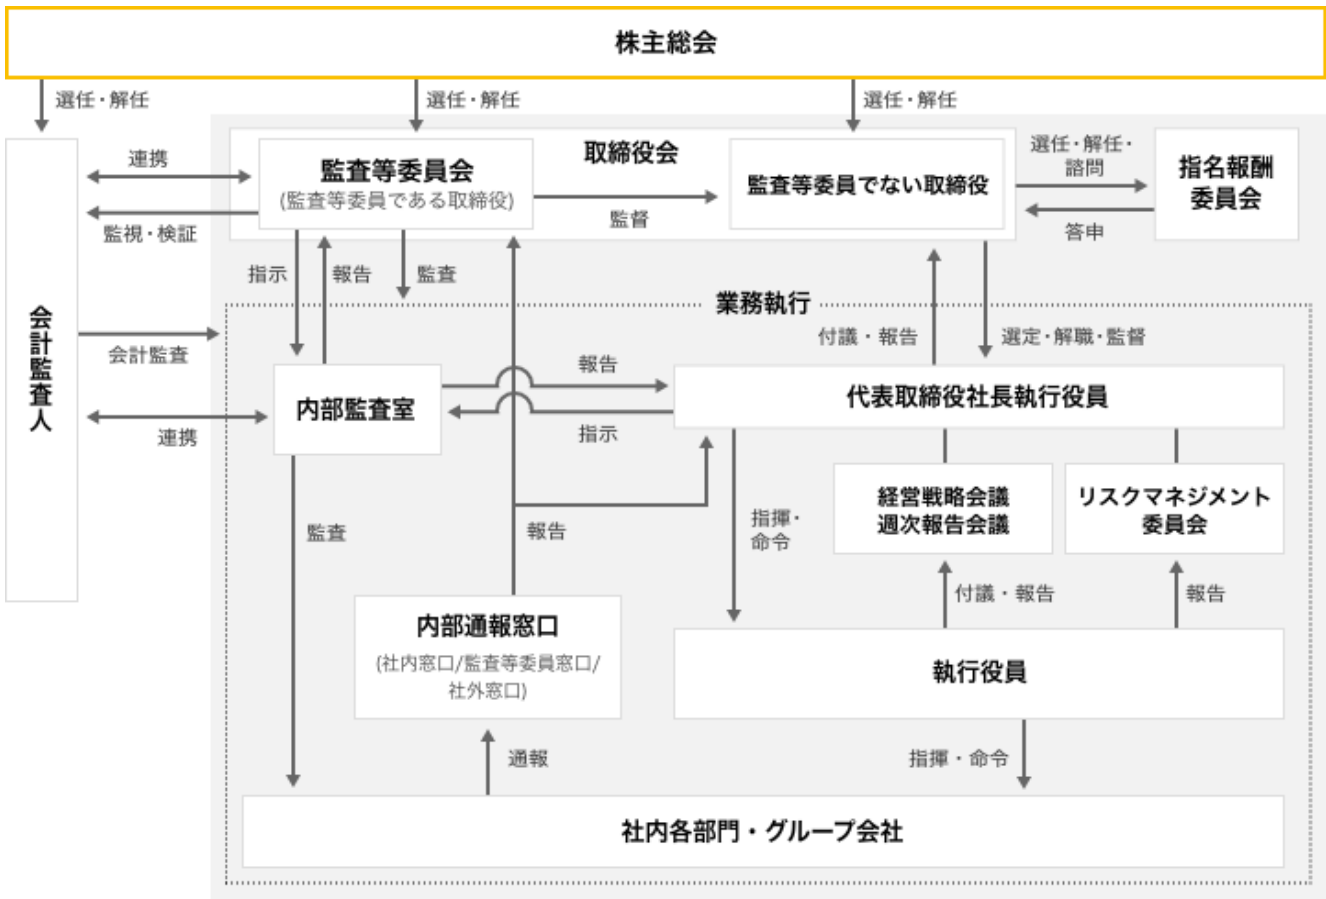 株主総会
選任・解任
選任・解任
選任・解任
連携
監査等委員会
(監査等委員である取締役)
取締役会
監査等委員でない取締役
選任・解任・
諮問
指名報酬
委員会
監督
答申
監視・検証
指示
報告
監査
業務執行
会計監査人
会計監査
付議・報告
選定・解職・監督
内部監査室
報告
代表取締役社長執行役員
連携
指示
経営戦略会議
週次報告会議
リスクマネジメント
委員会
監査
報告
指揮・
命令
付議・報告
報告
内部通報窓口
(社内窓口/監査等委員窓口/
社外窓口)
執行役員
通報
指揮・命令
社内各部門・グループ会社